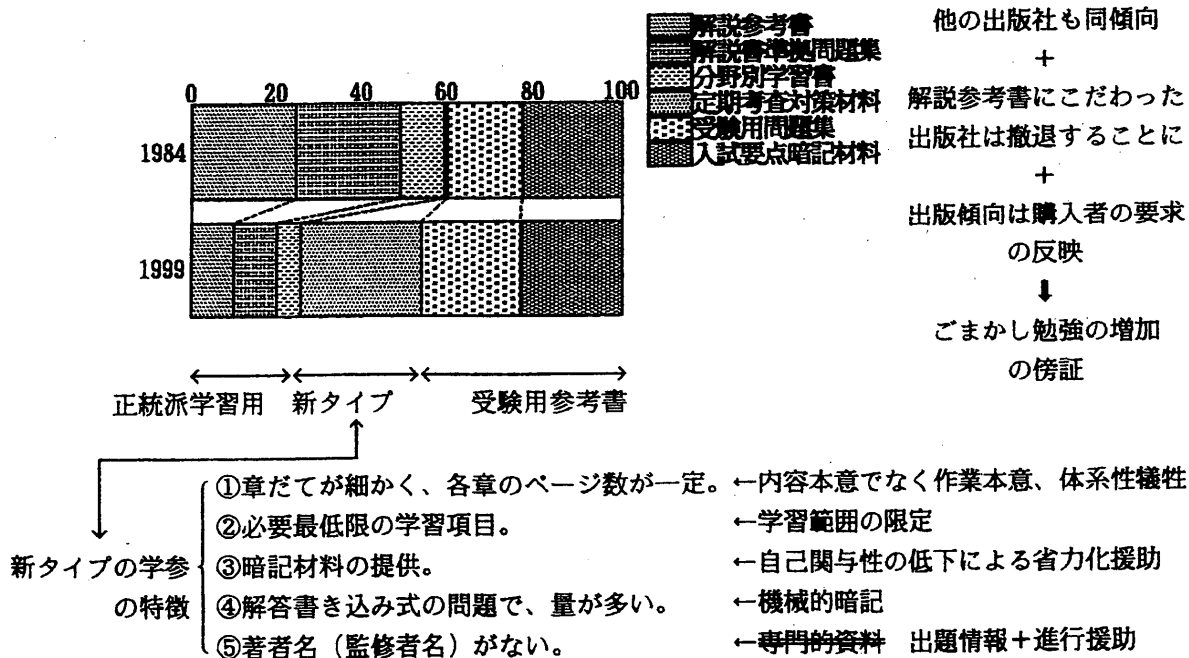 解説参考書
解説書準拠問題集
分野別学習書
定期考査対策材料
受験用問題集
入試要点暗記材料
0 20 40 60 80 100
1984
1999
正統派学習用 新タイプ 受験用参考書
他の出版社も同傾向
+
解説参考書にこだわった
出版社は撤退することに
+
出版傾向は購入者の要求
の反映
⬇
ごまかし勉強の増加
の傍証
新タイプの学参
の特徴
①章だてが細かく、各章のページ数が一定。←内容本意でなく作業本意、体系性犠牲
②必要最低限の学習項目。 ←学習範囲の限定
③暗記材料の提供。 ←自己関与性の低下による省力化援助
④解答書き込み式の問題で、量が多い。 ←機械的暗記
⑤著者名（監修者名）がない。 ←専門的資料 出題情報＋進行援助